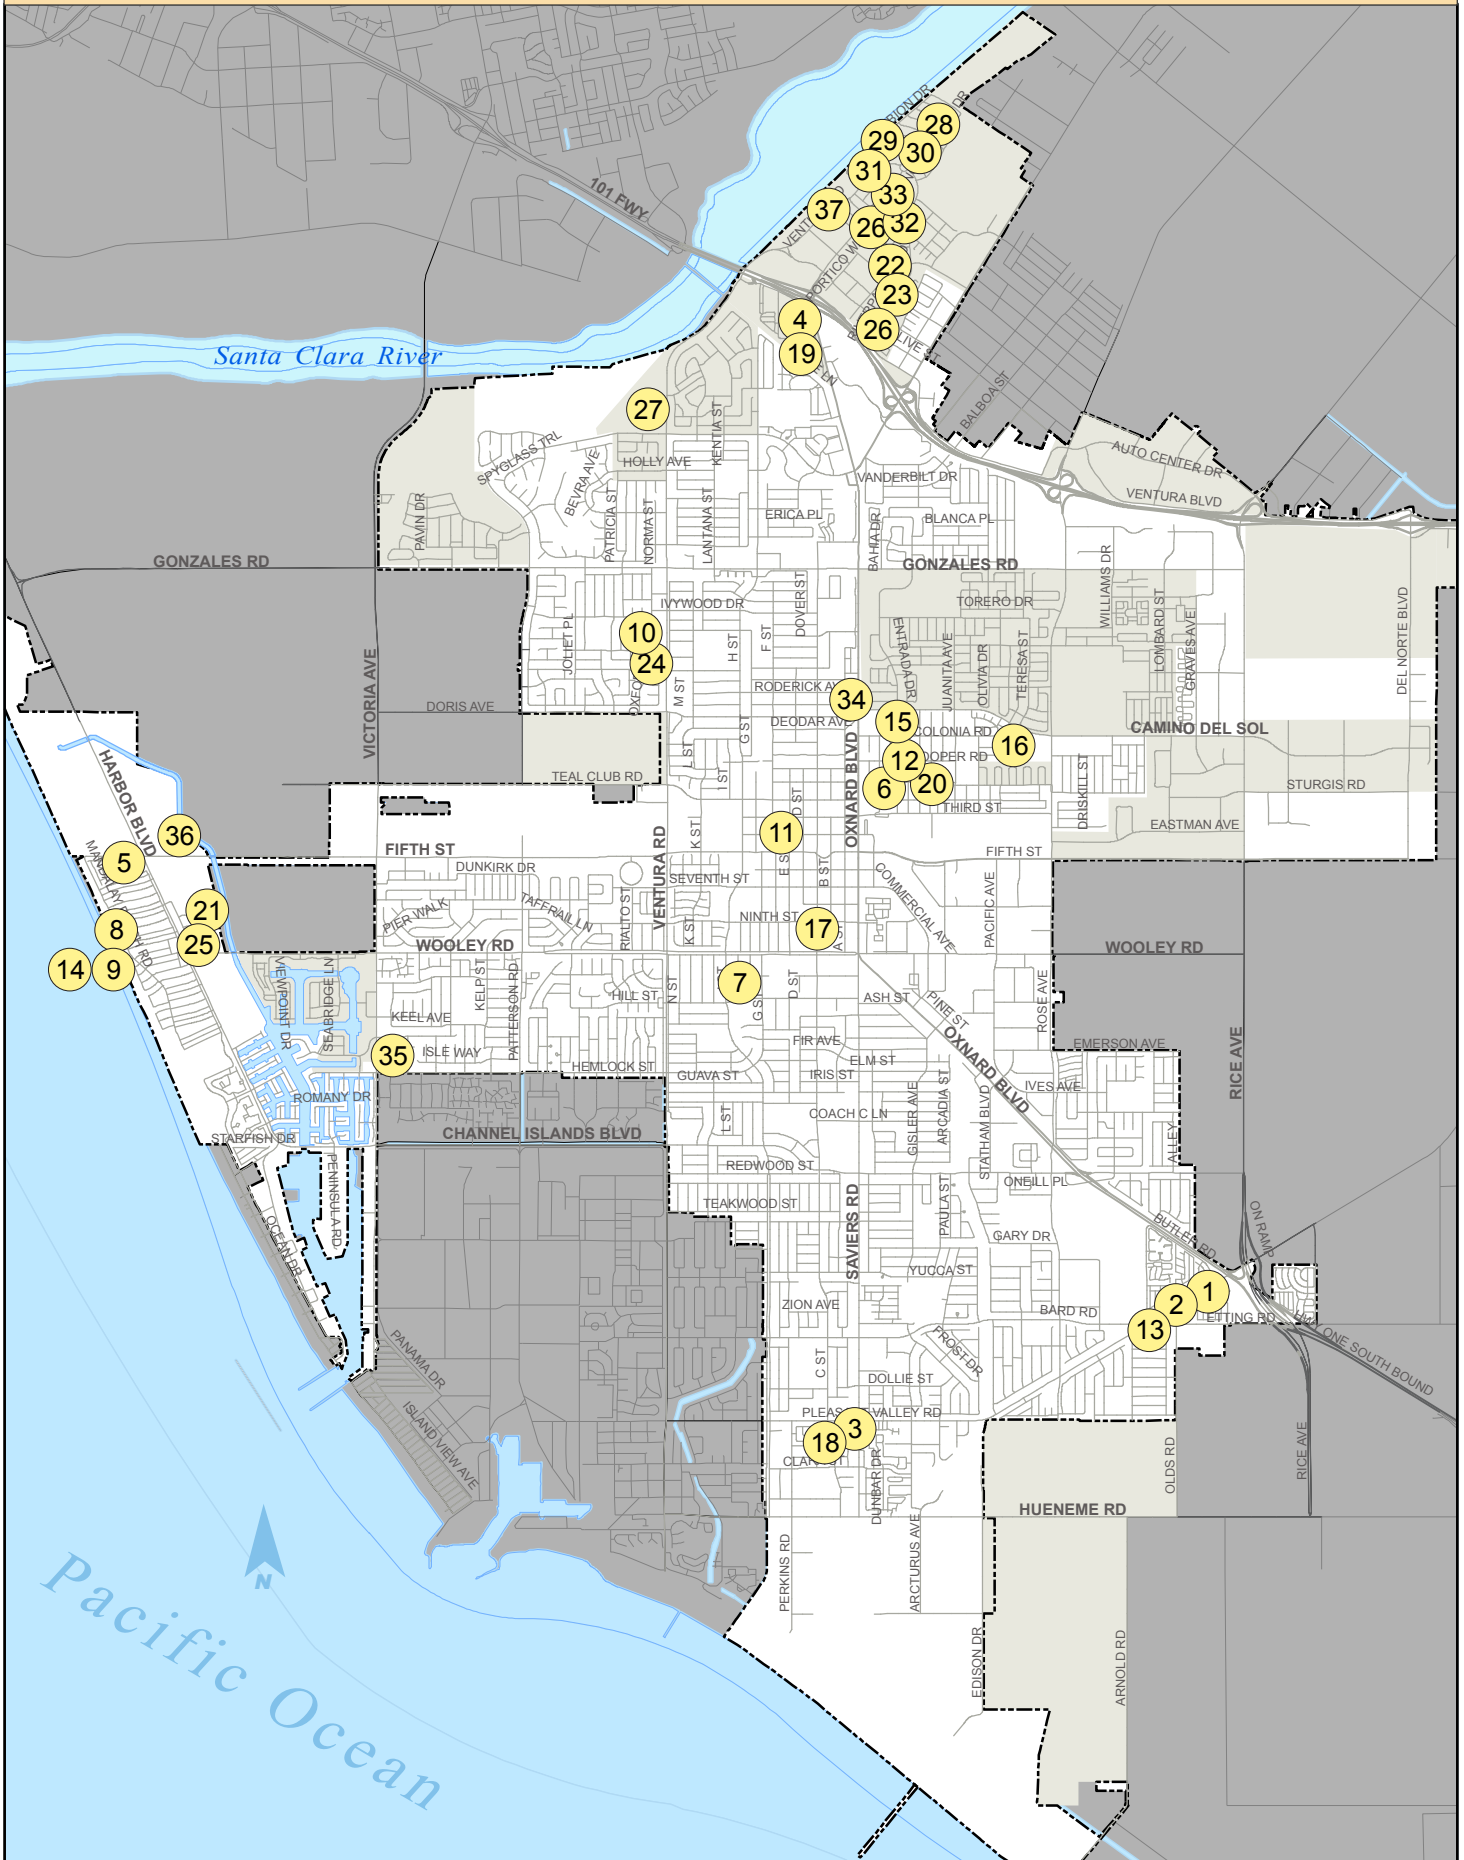 28
29
30
31
33
37
26
32
101 FWY
22
23
4
26
19
Santa Clara River
BALBOA ST
27
KENTIA ST
SPYGLASS TRL
HOLLY AVE
BEVRA AVE
AUTO CENTER DR
VANDERBILT DR
VENTURA BLVD
PAVIN DR
PATRICIA ST
NORMA ST
LANTANA ST
ERICA PL
BAHIA DR
BLANCA PL
GONZALES RD
GONZALES RD
WILLIAMS DR
IVYWOOD DR
DOVER ST
TORERO DR
LOMBARD ST
GRAVES AVE
DEL NORTE BLVD
JOLIET PL
10
24
H ST
F ST
ENTRADA DR
JUANITA AVE
OLIVIA DR
TERESA ST
VICTORIA AVE
M ST
RODERICK AV
34
DORIS AVE
G ST
DEODAR AVE
15
COLONIA RD
16
CAMINO DEL SOL
HARBOR BLVD
L ST
I ST
OXNARD BLVD
12
OOPER RD
TEAL CLUB RD
6
20
DRISKILL ST
STURGIS RD
D ST
THIRD ST
36
11
K ST
EASTMAN AVE
5
FIFTH ST
VENTURA RD
FIFTH ST
DUNKIRK DR
SEVENTH ST
B ST
COMMERCIAL AVE
PACIFIC AVE
21
PIER WALK
TAFFRAIL LN
RIALTO ST
8
NINTH ST
17
K ST
25
WOOLEY RD
WOOLEY RD
14
9
VIEWPOINT DR
SEABRIDGE LN
KELP ST
PATTERSON RD
HILL ST
N ST
7
G ST
D ST
ASH ST
PINE ST
ROSE AVE
KEEL AVE
OXNARD BLVD
RICE AVE
35
ISLE WAY
HEMLOCK ST
FIR AVE
ELM ST
EMERSON AVE
GUAVA ST
IRIS ST
IVES AVE
ROMANY DR
L ST
COACH C LN
GISLER AVE
ARCADIA ST
STATHAM BLVD
STARFISH DR
CHANNEL ISLANDS BLVD
ALLEY
REDWOOD ST
PENINSULA RD
TEAKWOOD ST
SAVIERS RD
PAULA ST
ONEILL PL
OCEAN DR
GARY DR
BUTLER RD
ON RAMP
YUCCA ST
ZION AVE
BARD RD
2
1
13
ETTING RD
HWY ONE SOUTH BOUND
PANAMA DR
C ST
FROST DR
DOLLIE ST
ISLAND VIEW AVE
VALLEY RD
3
18
DUNBAR DR
OLDS RD
RICE AVE
HUENEME RD
PERKINS RD
ARCTURUS AVE
N
EDISON DR
ARNOLD RD
Pacific Ocean